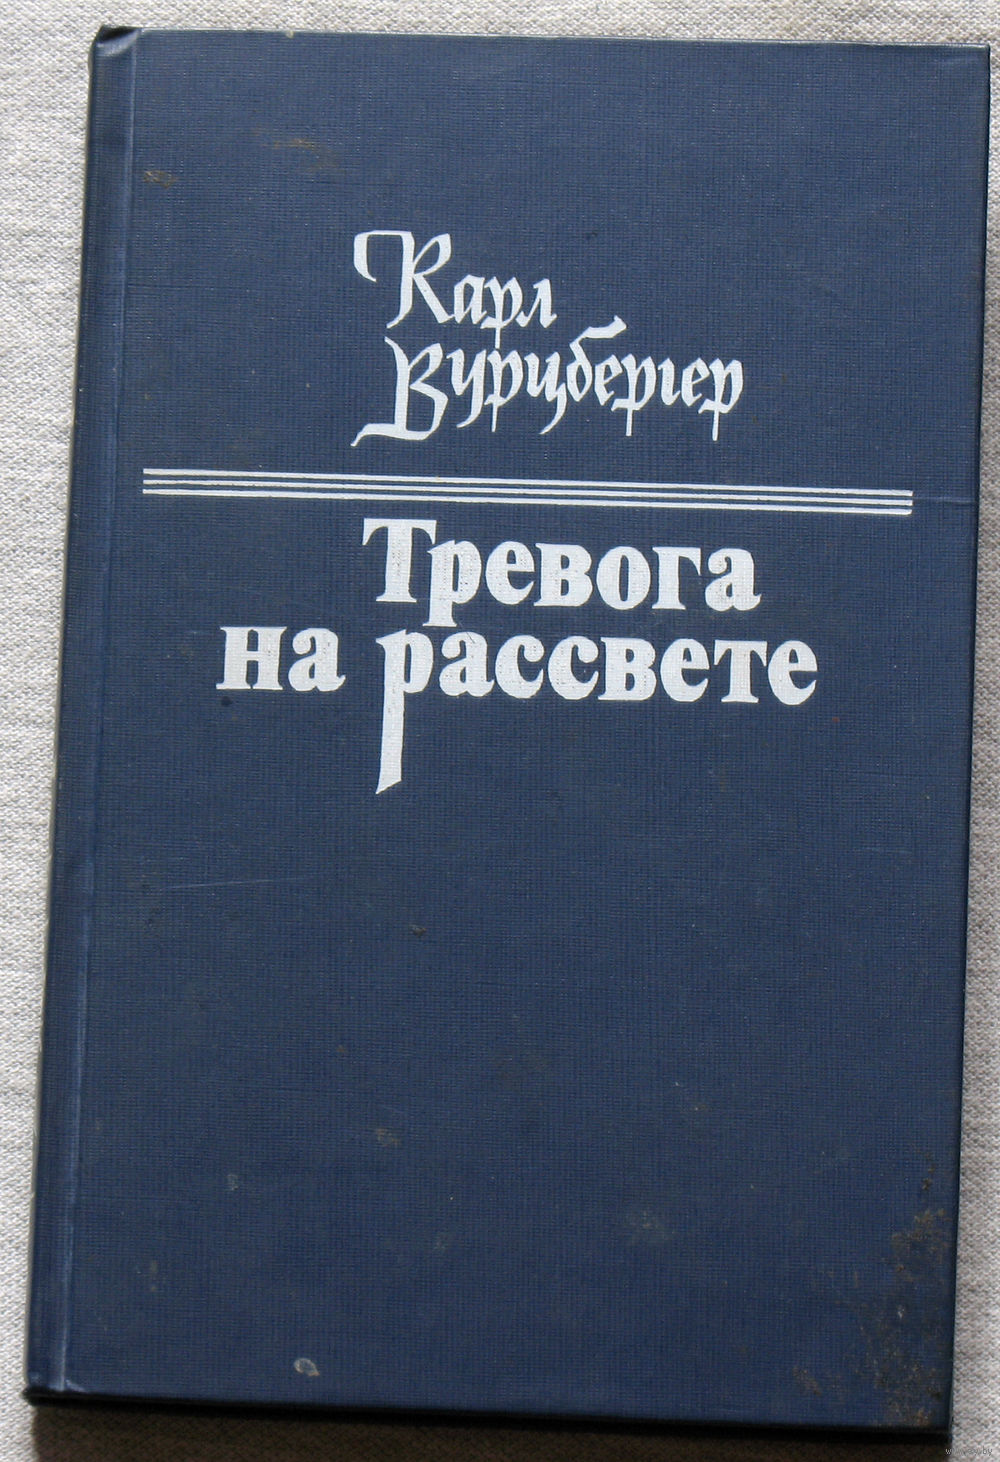 Карл
Вурцбергер
Тревога
на рассвете